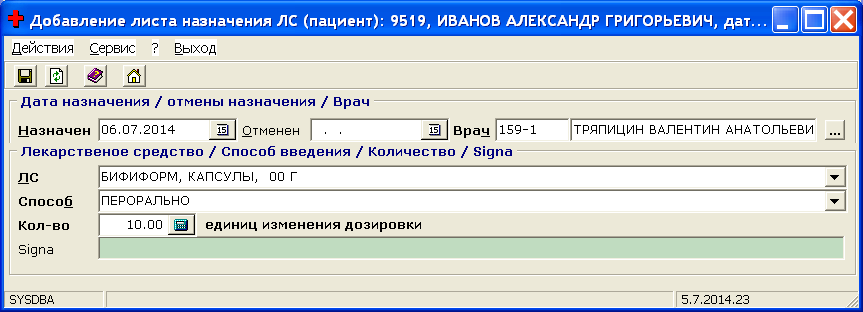 Добавление листа назначения ЛС (пациент): 9519, ИВАНОВ АЛЕКСАНДР ГРИГОРЬЕВИЧ, дат...
Действия Сервис ? Выход
Дата назначения / отмены назначения / Врач
Назначен 06.07.2014 15 Отменен . . 15 Врач 159-1 ТРЯПИЦИН ВАЛЕНТИН АНАТОЛЬЕВИ ...
Лекарственое средство / Способ введения / Количество / Signa
ЛС БИФИФОРМ, КАПСУЛЫ, 00 Г
Способ ПЕРОРАЛЬНО
Кол-во 10.00 единиц изменения дозировки
Signa
SYSDBA 5.7.2014.23